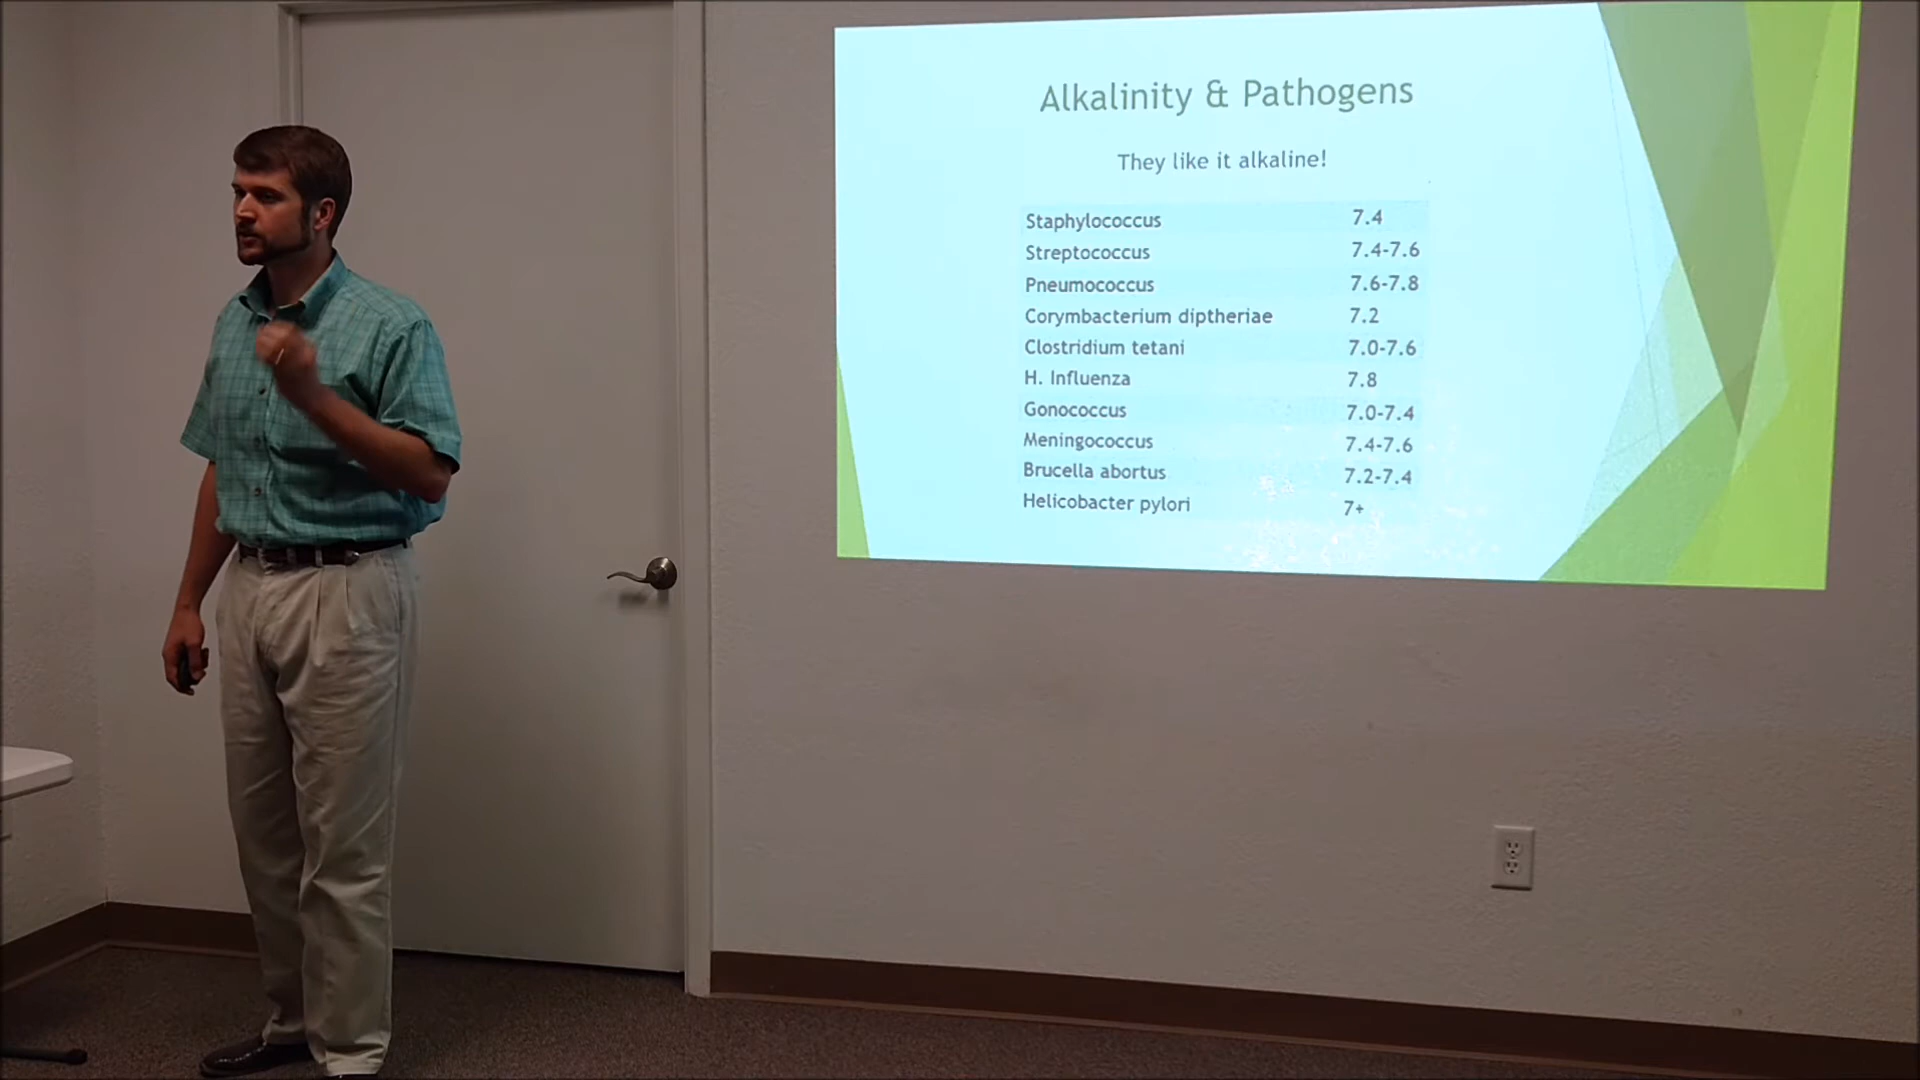 Alkalinity & Pathogens
They like it alkaline!
Staphylococcus 7.4
Streptococcus 7.4-7.6
Pneumococcus 7.6-7.8
Corymbacterium diptheriae 7.2
Clostridium tetani 7.0-7.6
H. Influenza 7.8
Gonococcus 7.0-7.4
Meningococcus 7.4-7.6
Brucella abortus 7.2-7.4
Helicobacter pylori 7+